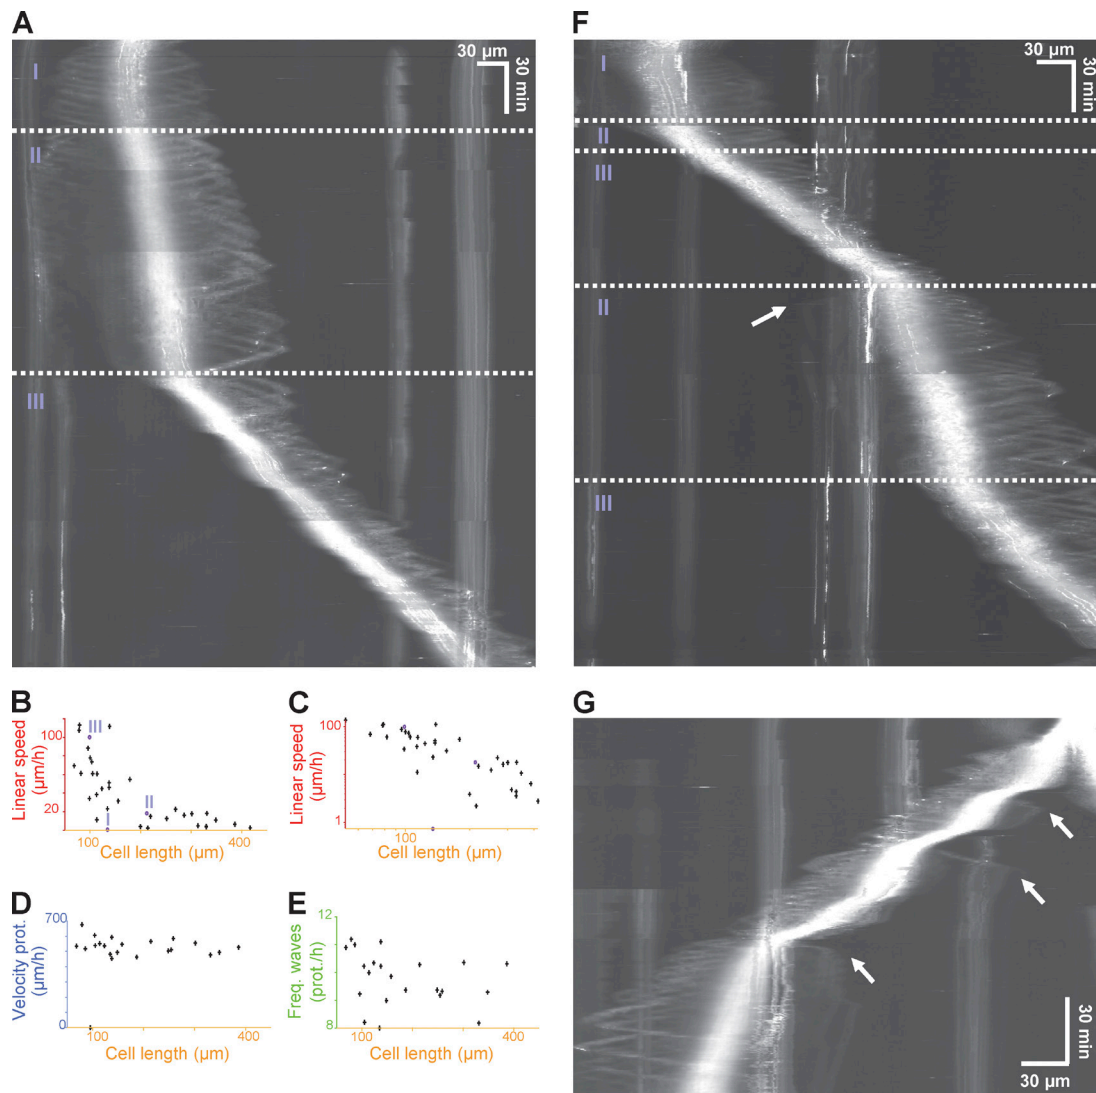 A
30 µm
30 min
I
II
III
F
30 µm
30 min
I
II
III
II
III
B
Linear speed
(µm/h)
100
20
III
II
I
100
400
Cell length (µm)
C
Linear speed
(µm/h)
100
1
100
Cell length (µm)
D
Velocity prot.
(µm/h)
700
0
100
400
Cell length (µm)
E
Freq. waves
(prot./h)
12
8
100
400
Cell length (µm)
G
30 min
30 µm